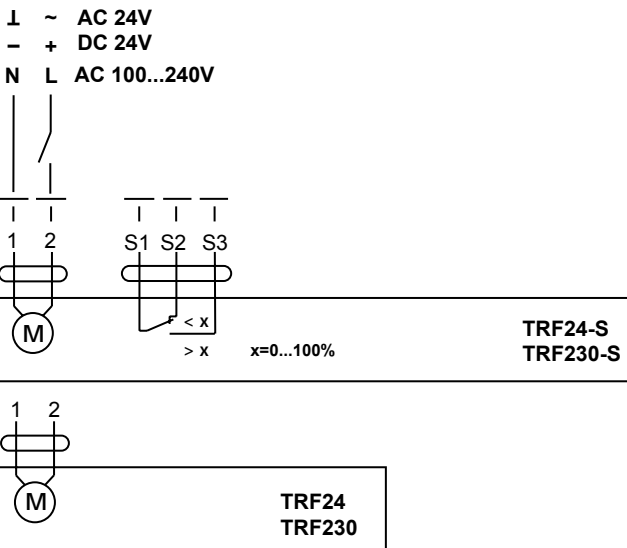 ⊥ ~ AC 24V
– + DC 24V
N L AC 100...240V
1 2 S1 S2 S3
M
< x
> x x=0...100%
TRF24-S
TRF230-S
1 2
M
TRF24
TRF230